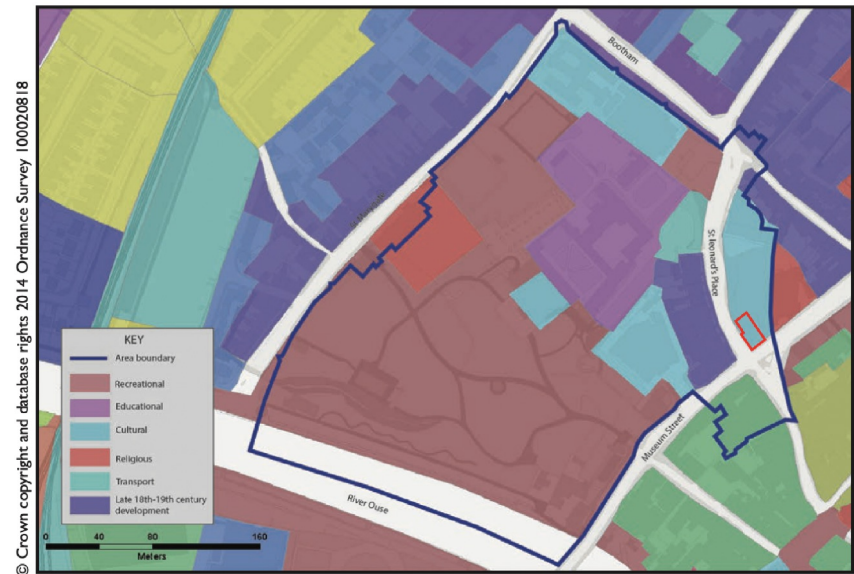 © Crown copyright and database rights 2014 Ordnance Survey 100020818
Bootham
St Leonard's Place
Museum Street
River Ouse
KEY
Area boundary
Recreational
Educational
Cultural
Religious
Transport
Late 18th-19th century
development
0 40 80 160
Meters